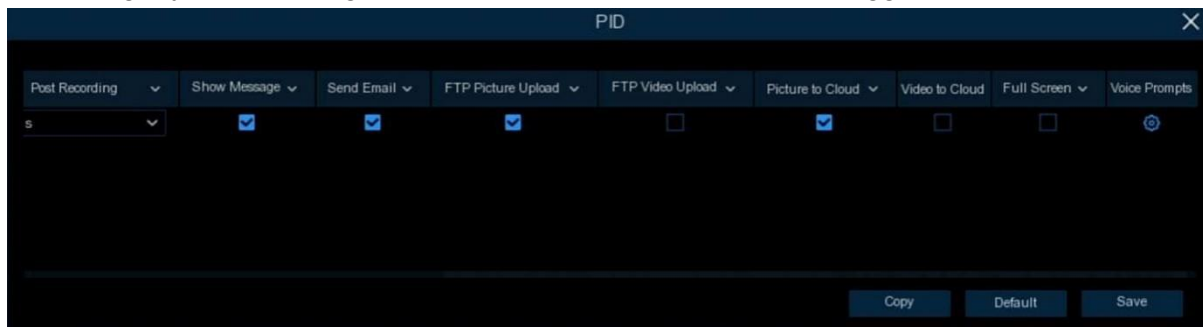 PID
Post Recording Show Message Send Email FTP Picture Upload FTP Video Upload Picture to Cloud Video to Cloud Full Screen Voice Prompts
s
Copy Default Save